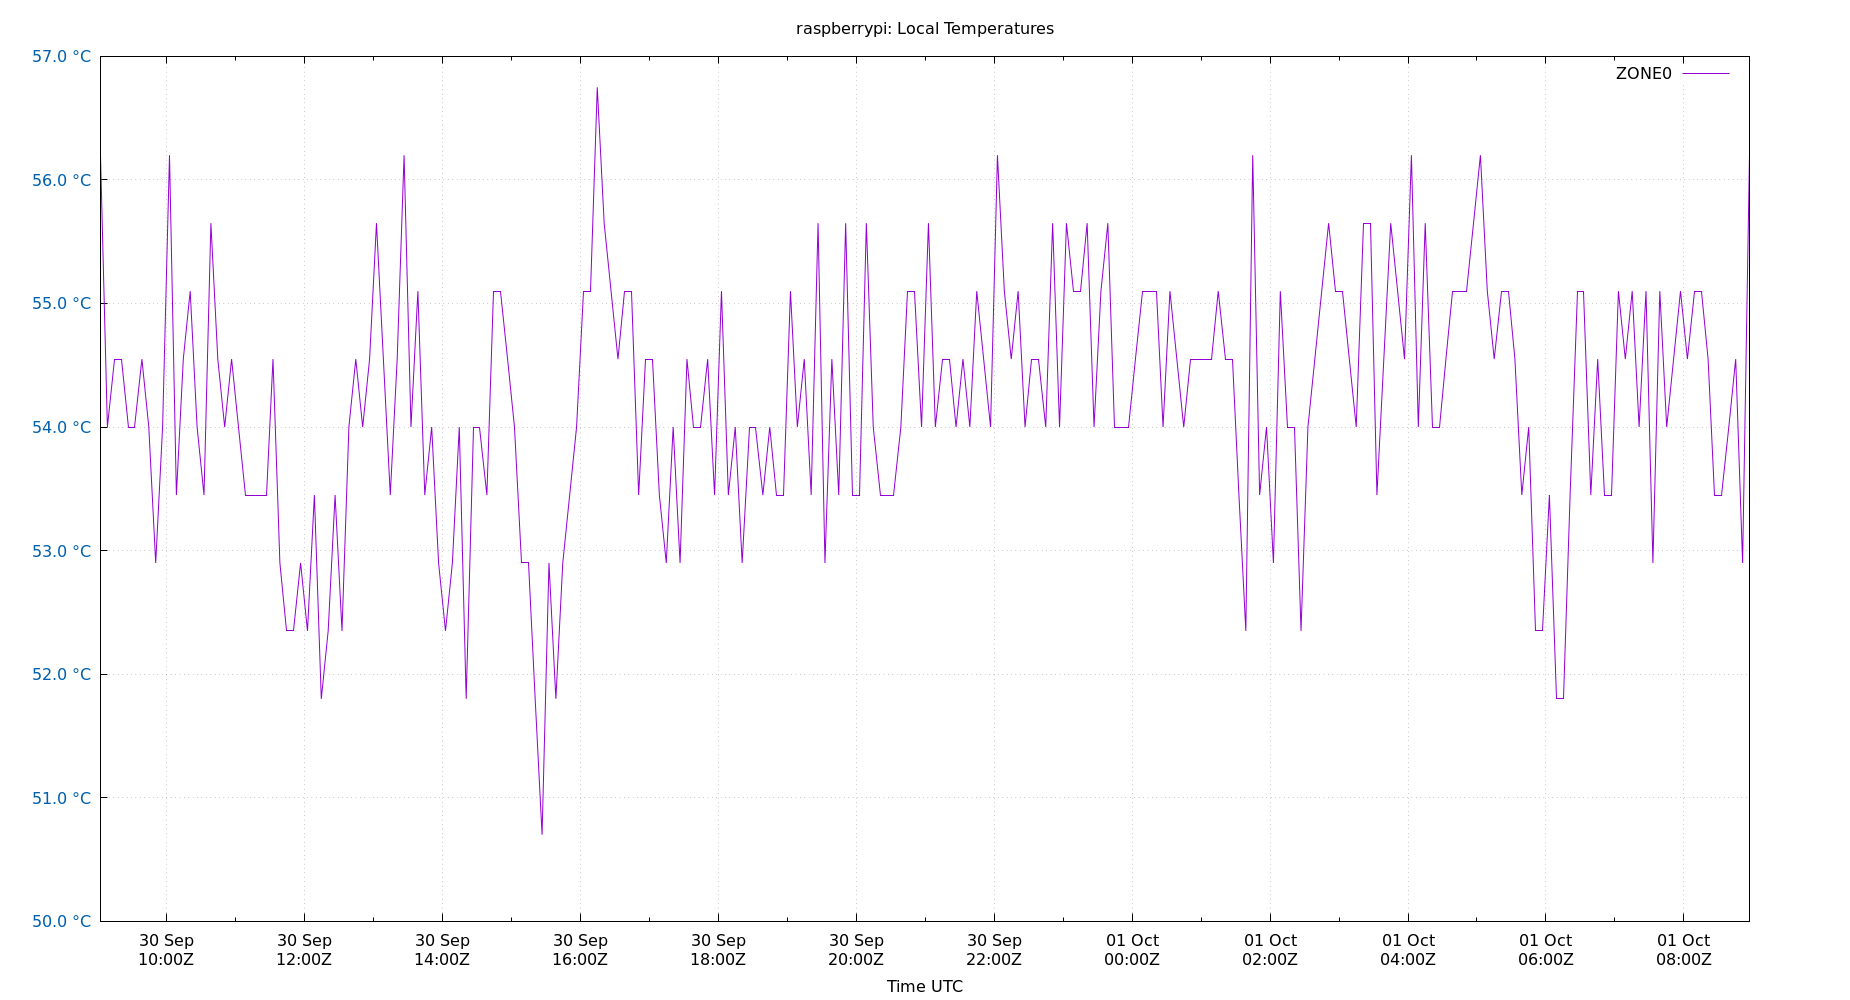 raspberrypi: Local Temperatures
57.0 °C
ZONE0
56.0 °C
55.0 °C
54.0 °C
53.0 °C
52.0 °C
51.0 °C
50.0 °C
30 Sep 30 Sep 30 Sep 30 Sep 30 Sep 30 Sep 30 Sep 01 Oct 01 Oct 01 Oct 01 Oct 01 Oct
10:00Z 12:00Z 14:00Z 16:00Z 18:00Z 20:00Z 22:00Z 00:00Z 02:00Z 04:00Z 06:00Z 08:00Z
Time UTC